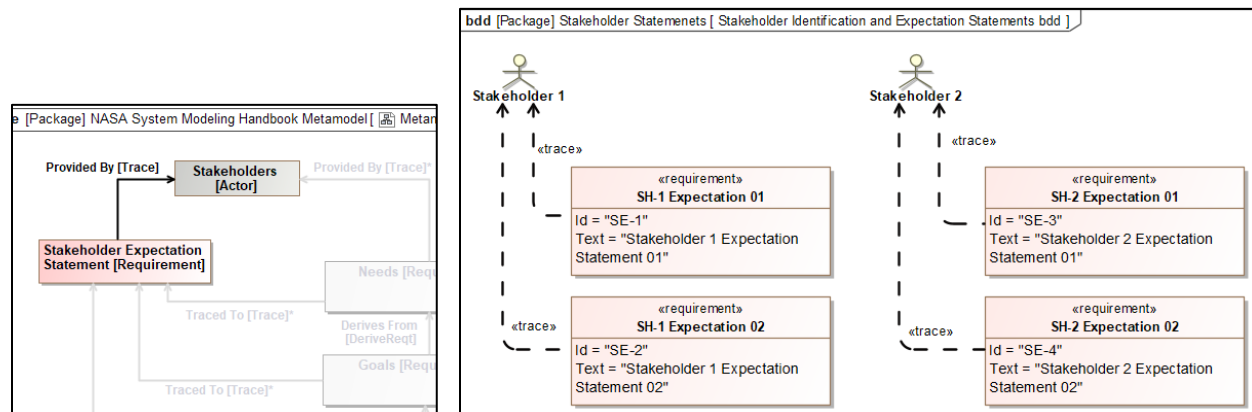 e [Package] NASA System Modeling Handbook Metamodel [ Metan
Provided By [Trace]
Stakeholders
[Actor]
Provided By [Trace]*
Stakeholder Expectation
Statement [Requirement]
Needs [Requ
Traced To [Trace]*
Derives From
[DeriveReqt]
Goals [Requ
Traced To [Trace]*
bdd [Package] Stakeholder Statemenets [ Stakeholder Identification and Expectation Statements bdd ]
Stakeholder 1
«trace»
«requirement»
SH-1 Expectation 01
Id = "SE-1"
Text = "Stakeholder 1 Expectation
Statement 01"
«trace»
«requirement»
SH-1 Expectation 02
Id = "SE-2"
Text = "Stakeholder 1 Expectation
Statement 02"
Stakeholder 2
«trace»
«requirement»
SH-2 Expectation 01
Id = "SE-3"
Text = "Stakeholder 2 Expectation
Statement 01"
«trace»
«requirement»
SH-2 Expectation 02
Id = "SE-4"
Text = "Stakeholder 2 Expectation
Statement 02"